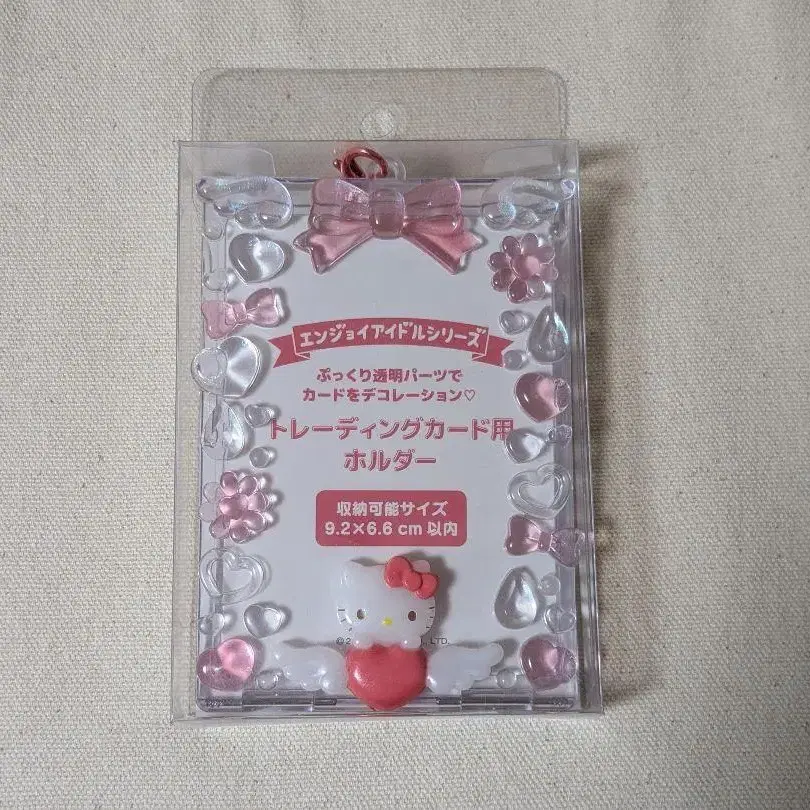 エンジョイアイドルシリーズ
ぷっくり透明パーツで
カードをデコレーション♡
トレーディングカード用
ホルダー
収納可能サイズ
9.2×6.6 cm 以内
LTD.